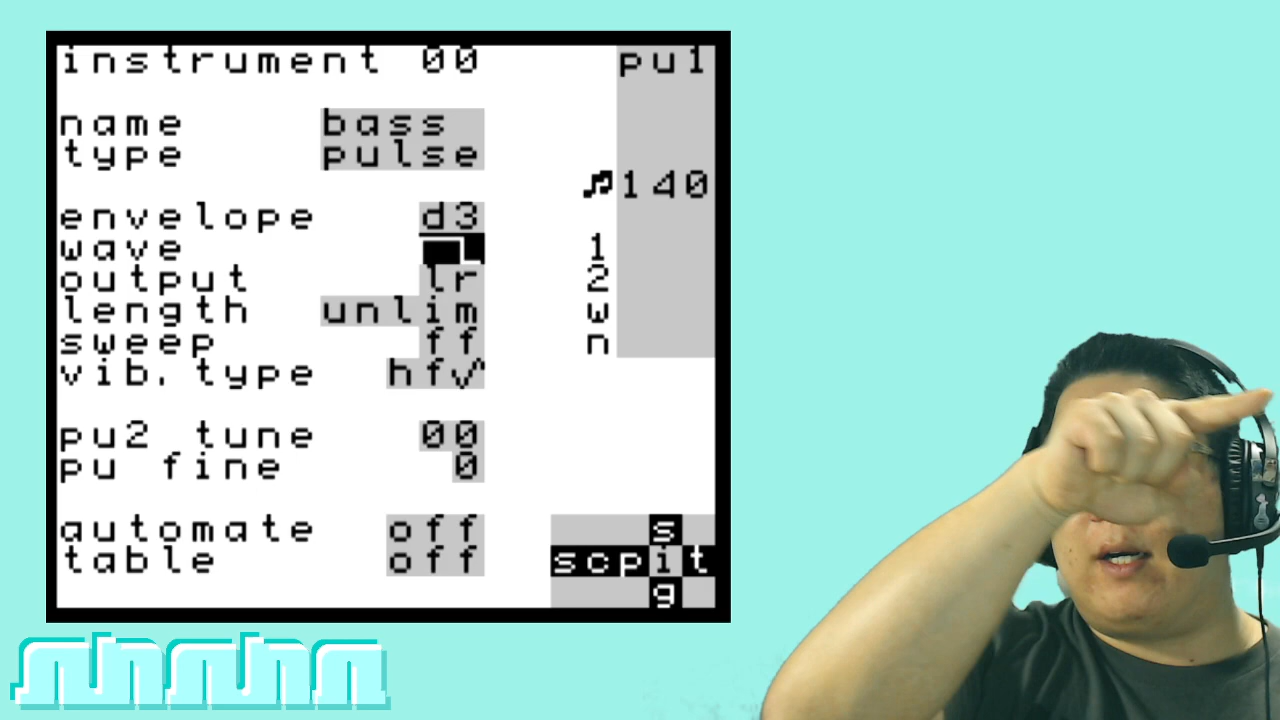 instrument 00 pu1
name bass
type pulse
♫140
envelope d3
wave 1
output lr 2
length unlim w
sweep ff n
vib.type hf
pu2 tune 00
pu fine 0
automate off s
table off scpit
g